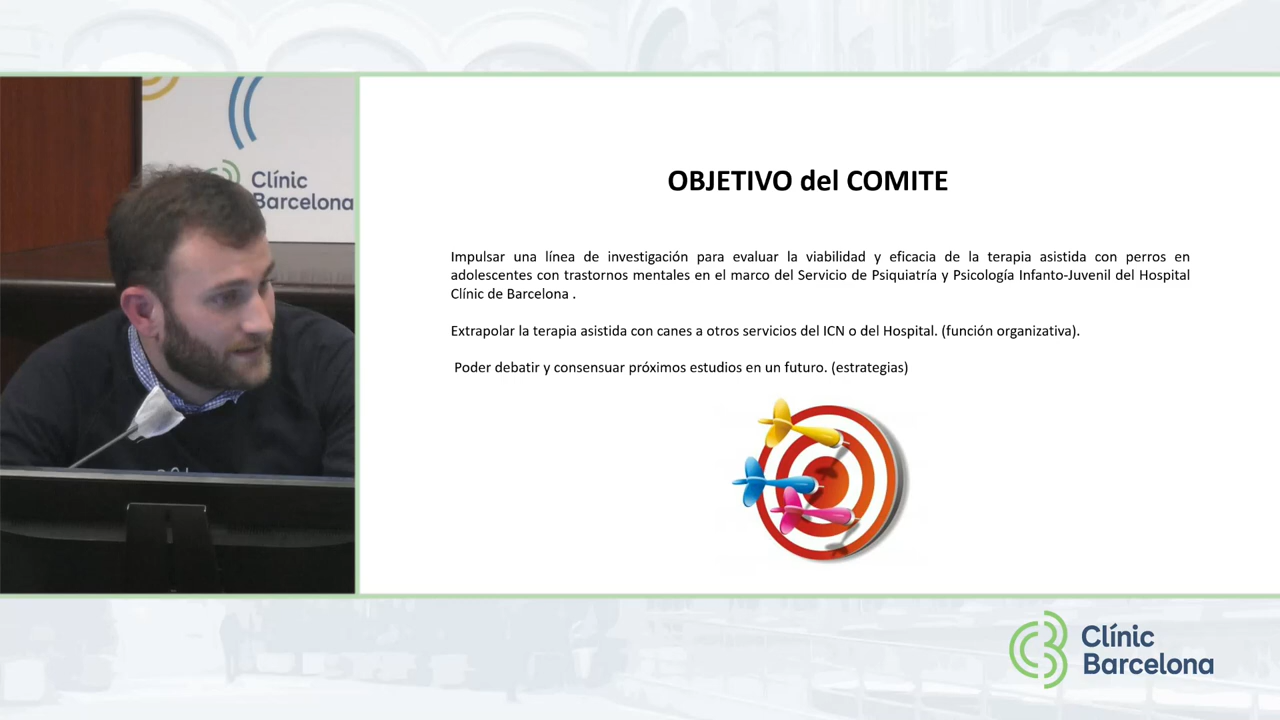 Clínic
Barcelona
OBJETIVO del COMITE
Impulsar una línea de investigación para evaluar la viabilidad y eficacia de la terapia asistida con perros en
adolescentes con trastornos mentales en el marco del Servicio de Psiquiatría y Psicología Infanto-Juvenil del Hospital
Clínic de Barcelona .
Extrapolar la terapia asistida con canes a otros servicios del ICN o del Hospital. (función organizativa).
Poder debatir y consensuar próximos estudios en un futuro. (estrategias)
Clínic
Barcelona